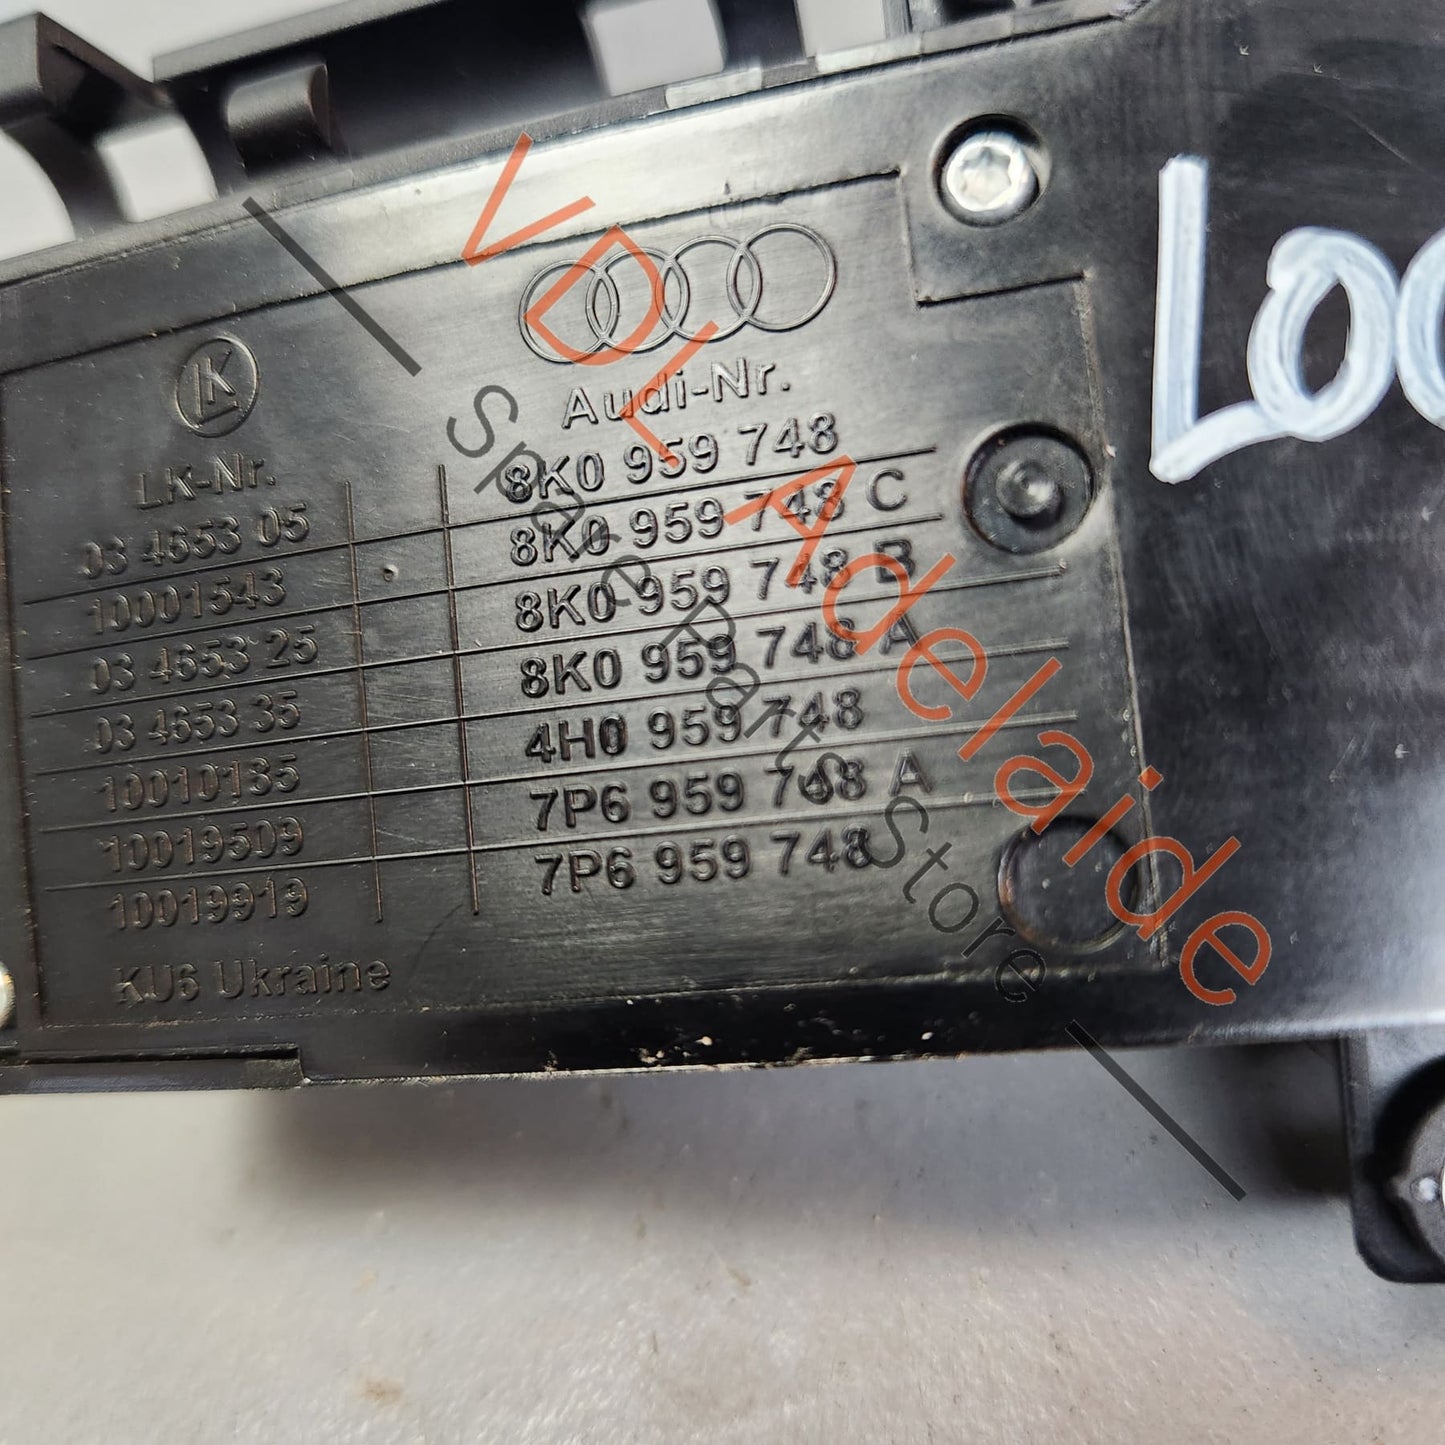 LK
LK-Nr.
03 4653 05
10001543
03 4653 25
03 4653 35
10010135
10019509
10019919
KU6 Ukraine
Audi-Nr.
8K0 959 748
8K0 959 748 C
8K0 959 748 B
8K0 959 748 A
4H0 959 748
7P6 959 748 A
7P6 959 748
VDL Adelaide
Spare Parts Store